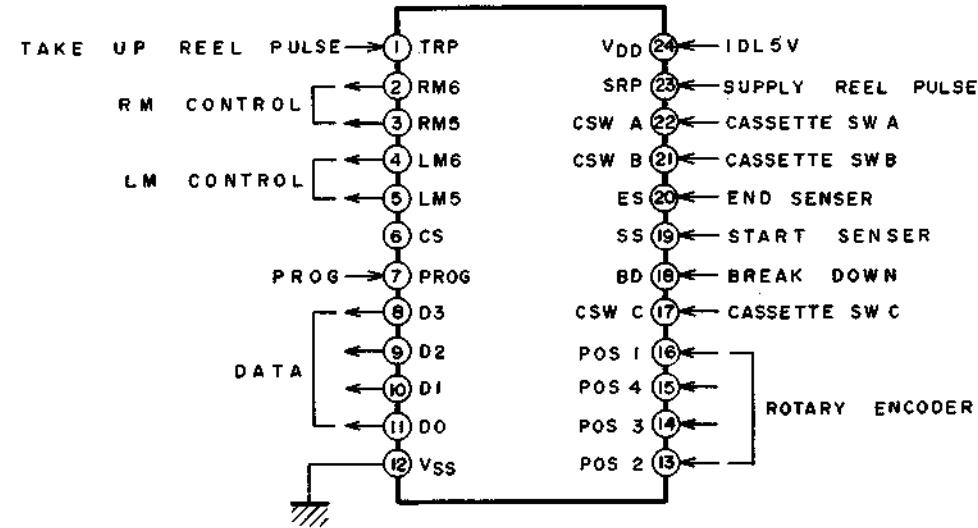 TAKE UP REEL PULSE 1 TRP
RM CONTROL
2 RM6
3 RM5
LM CONTROL
4 LM6
5 LM5
6 CS
PROG 7 PROG
DATA
8 D3
9 D2
10 D1
11 D0
12 VSS
VDD 24 IDL5V
SRP 23 SUPPLY REEL PULSE
CSW A 22 CASSETTE SW A
CSW B 21 CASSETTE SWB
ES 20 END SENSER
SS 19 START SENSER
BD 18 BREAK DOWN
CSW C 17 CASSETTE SW C
POS 1 16
POS 4 15
POS 3 14
POS 2 13
ROTARY ENCODER